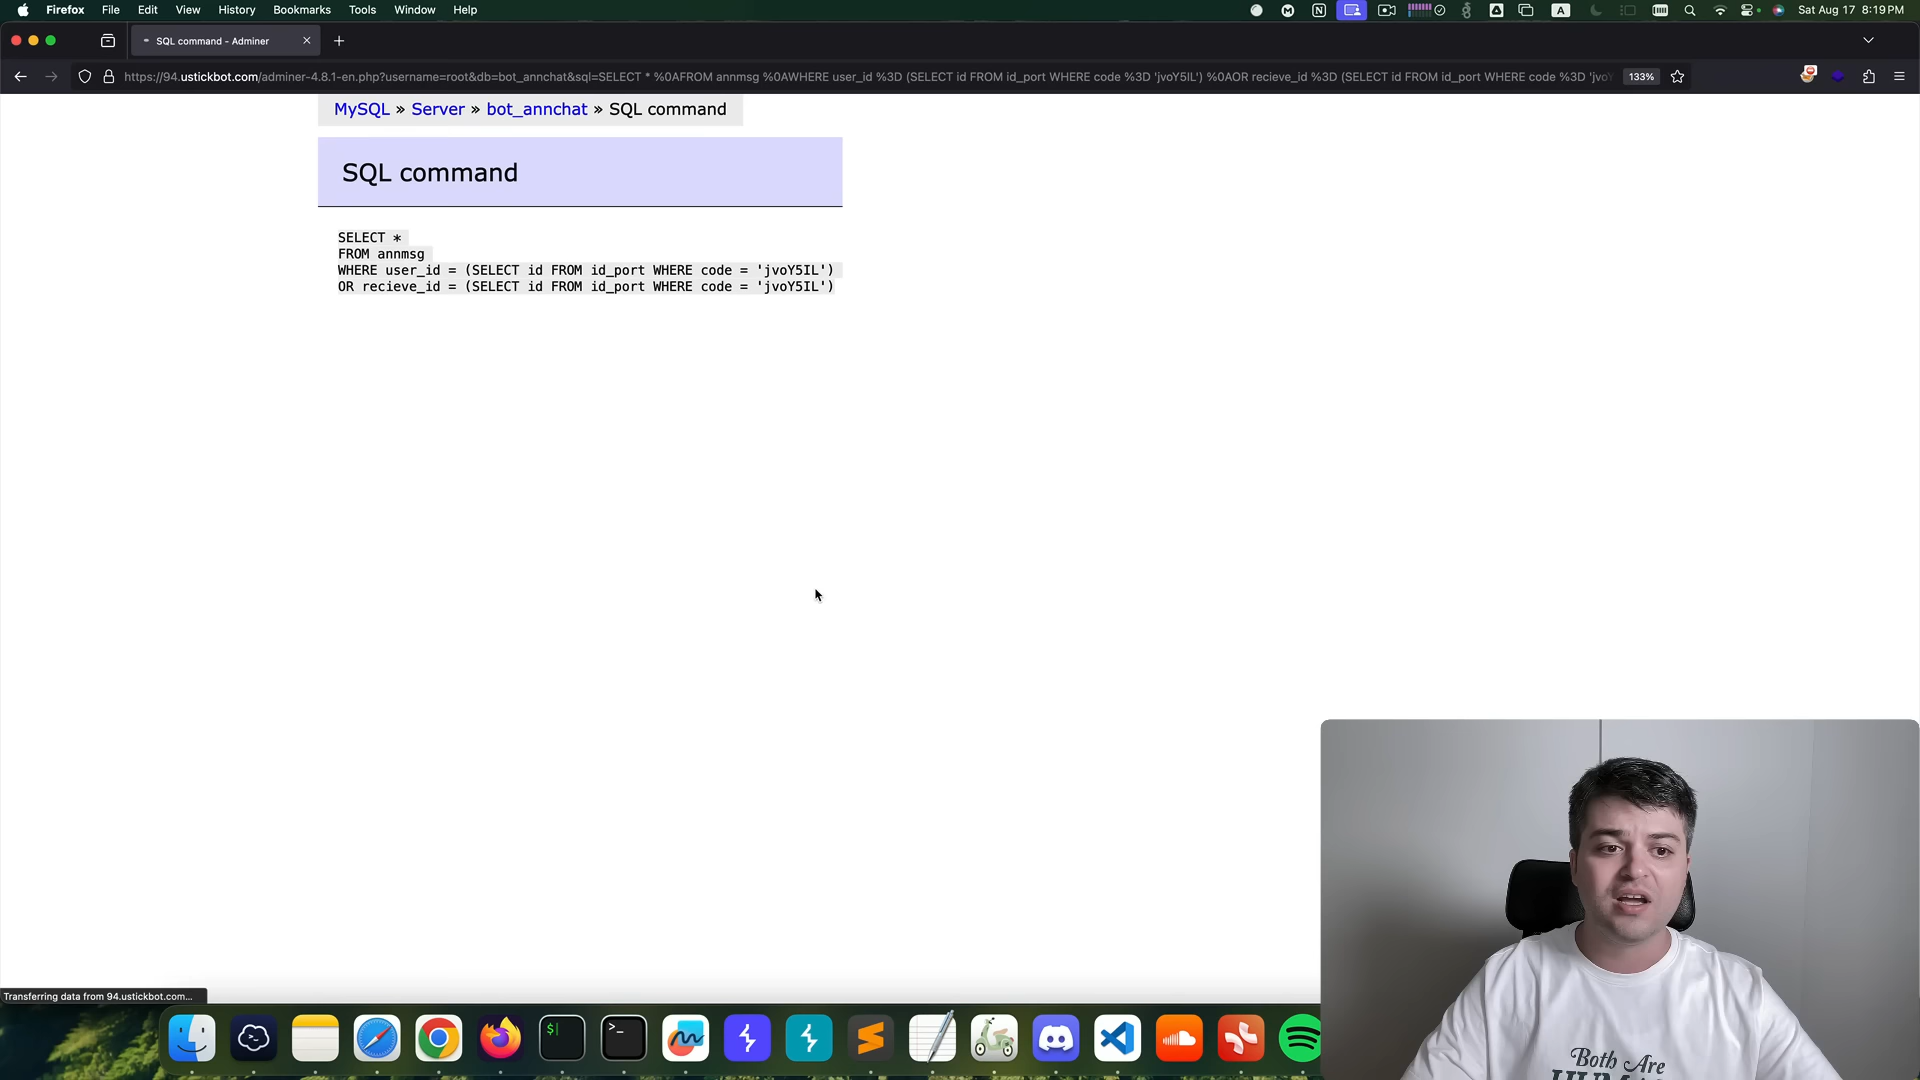 Firefox File Edit View History Bookmarks Tools Window Help
Sat Aug 17 8:19 PM
SQL command - Adminer
https://94.ustickbot.com/adminer-4.8.1-en.php?username=root&db=bot_annchat&sql=SELECT * %0AFROM annmsg %0AWHERE user_id %3D (SELECT id FROM id_port WHERE code %3D 'jvoY5IL') %0AOR recieve_id %3D (SELECT id FROM id_port WHERE code %3D 'jvoY
133%
MySQL » Server » bot_annchat » SQL command
SQL command
SELECT *
FROM annmsg
WHERE user_id = (SELECT id FROM id_port WHERE code = 'jvoY5IL')
OR recieve_id = (SELECT id FROM id_port WHERE code = 'jvoY5IL')
Transferring data from 94.ustickbot.com...
Both Are
HUMAN